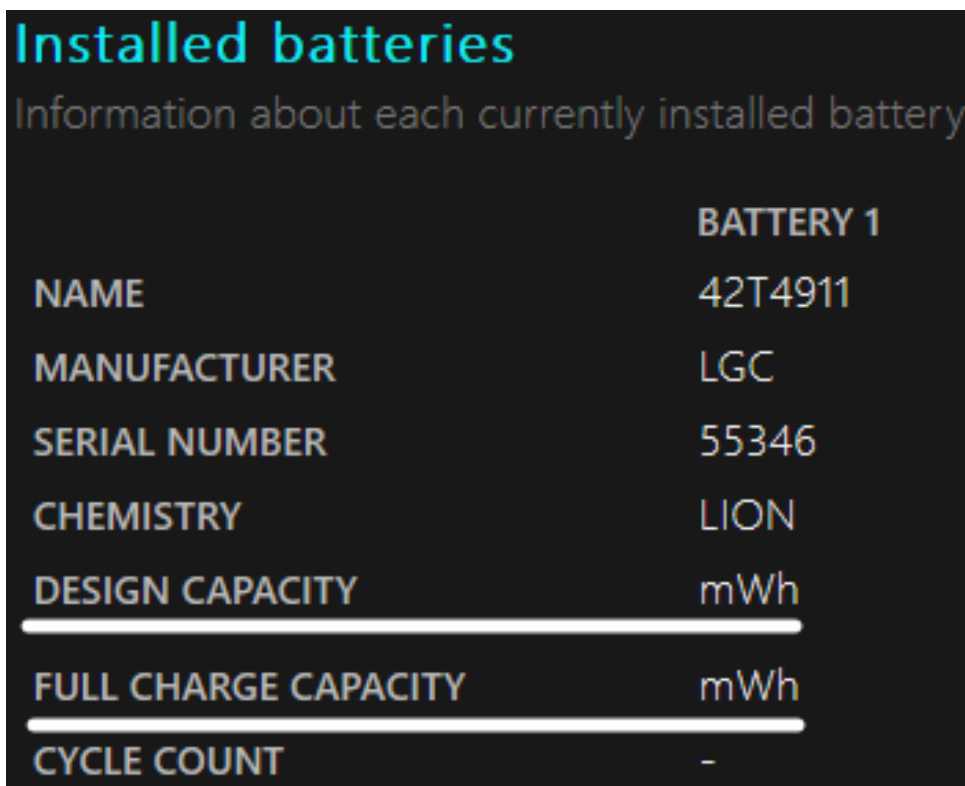 Installed batteries
Information about each currently installed battery
BATTERY 1
NAME 42T4911
MANUFACTURER LGC
SERIAL NUMBER 55346
CHEMISTRY LION
DESIGN CAPACITY mWh
FULL CHARGE CAPACITY mWh
CYCLE COUNT -